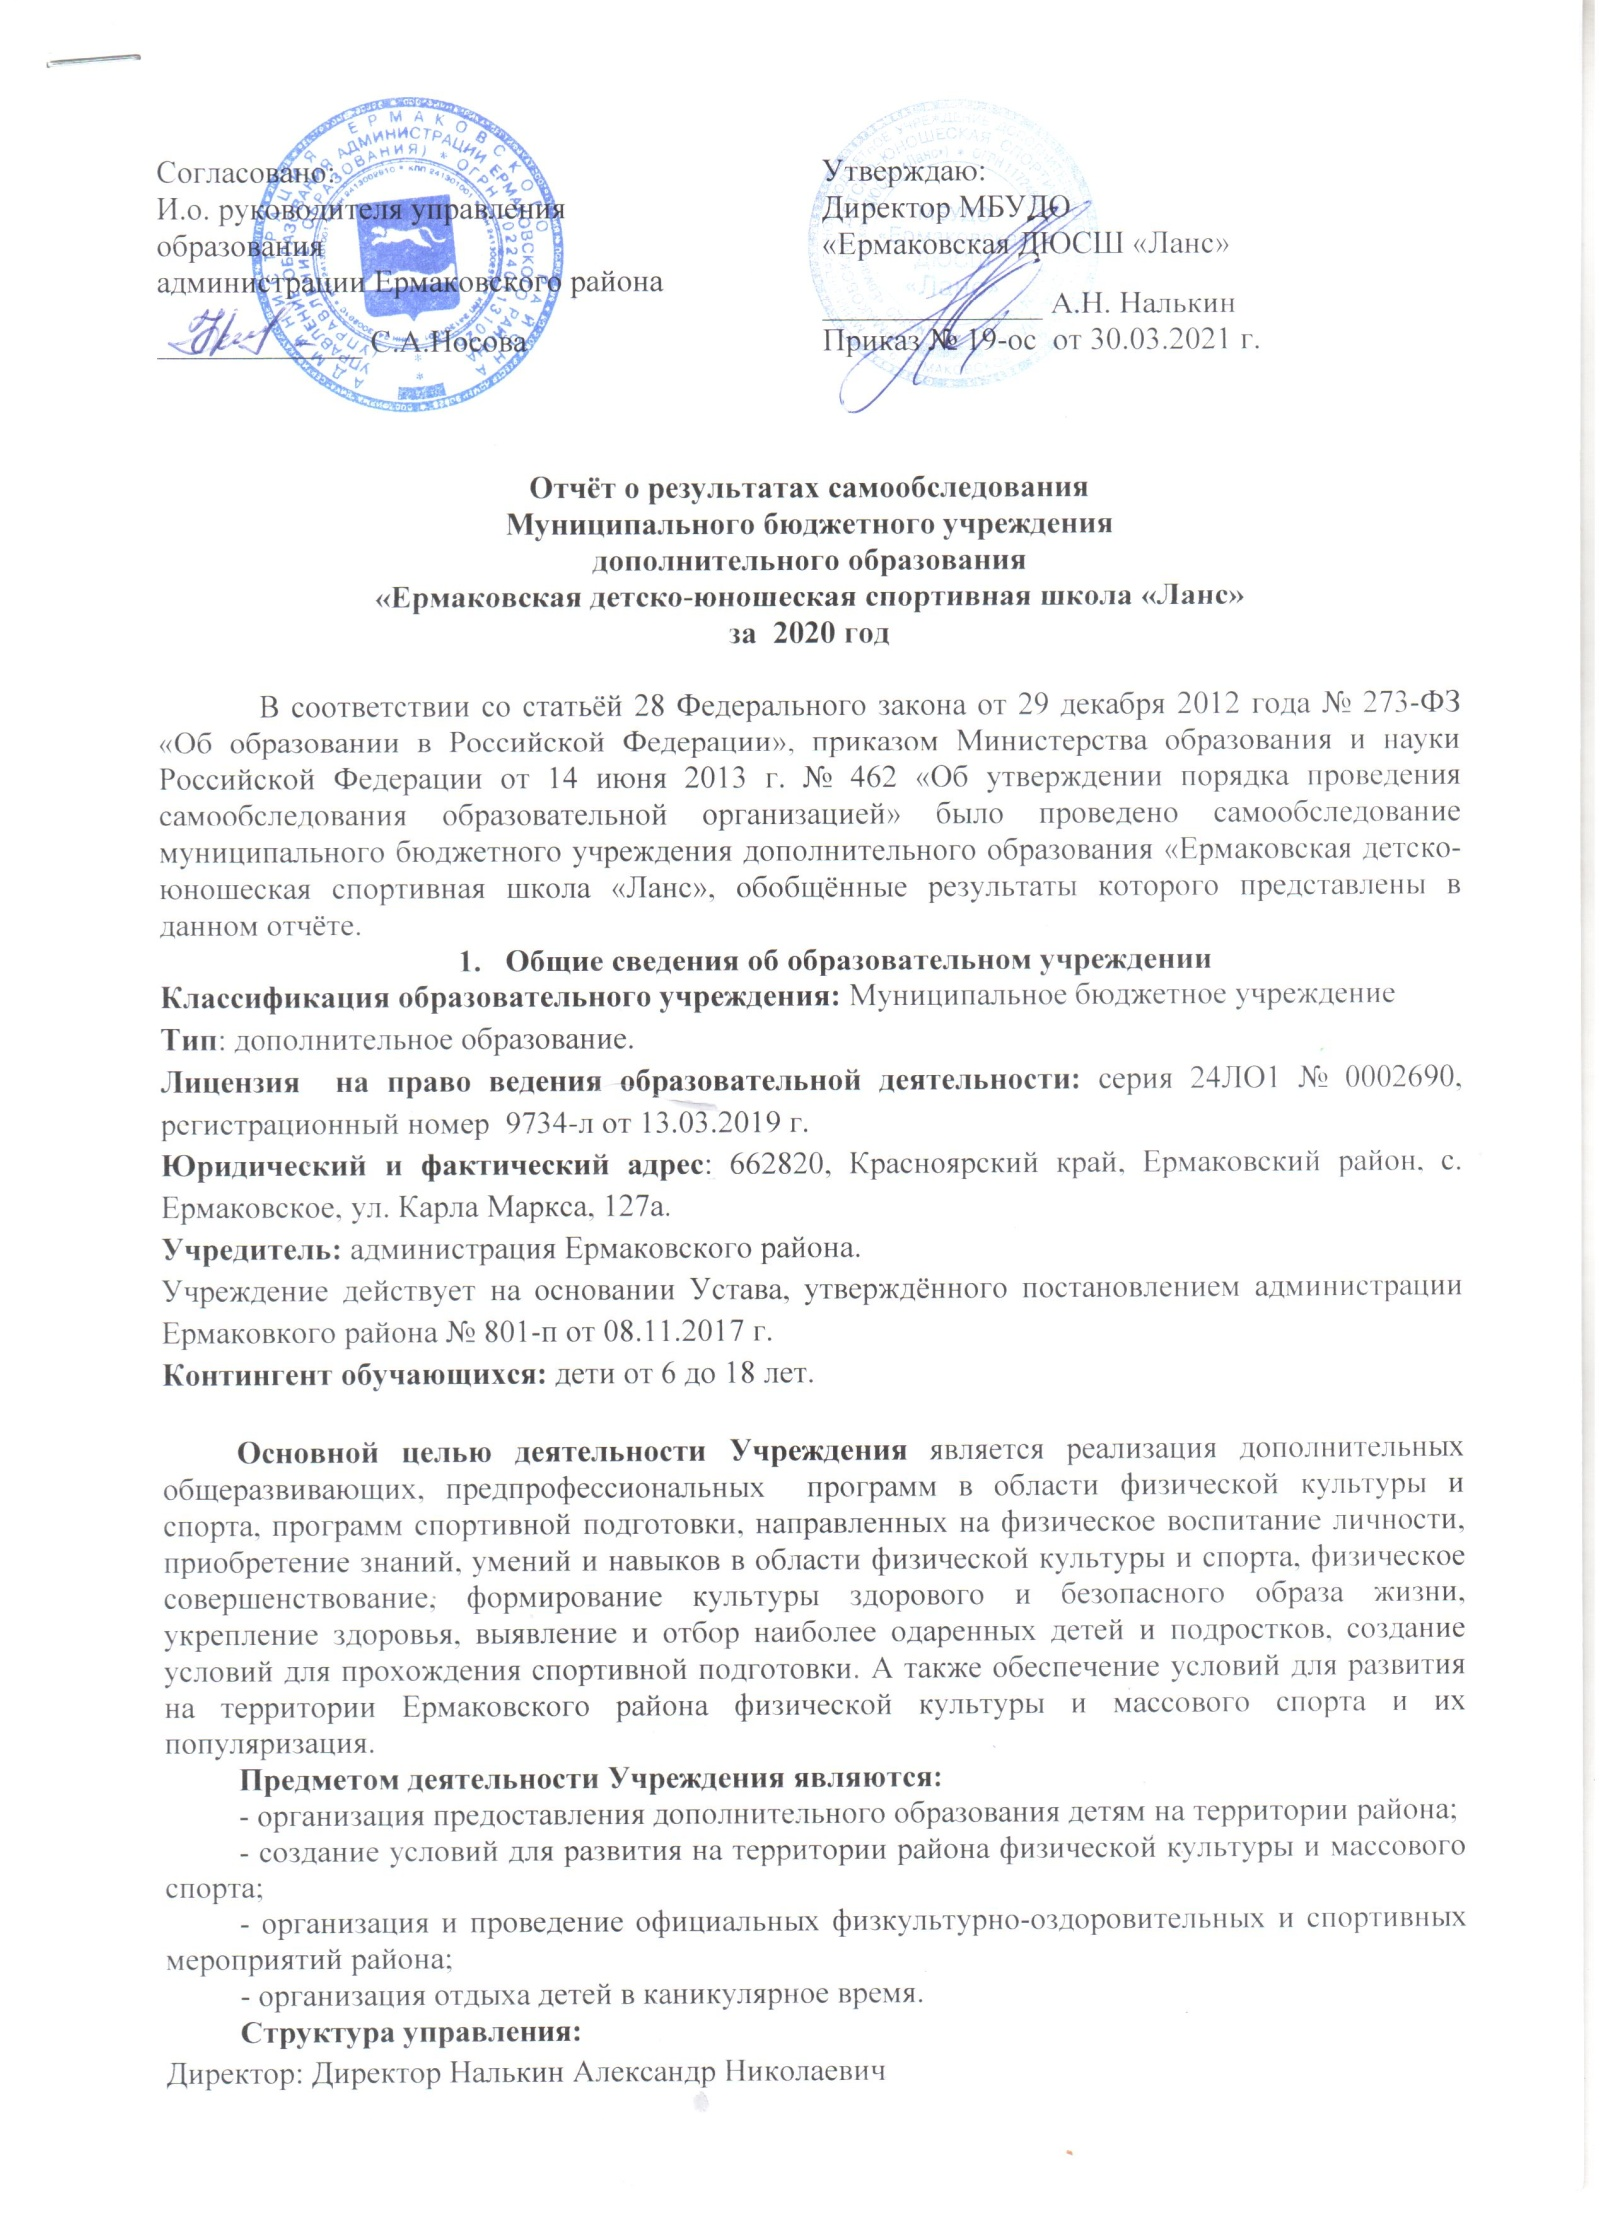 Согласовано:
И.о. руководителя управления
образования
администрации Ермаковского района
С.А.Носова
Утверждаю:
Директор МБУДО
«Ермаковская ДЮСШ «Ланс»
А.Н. Налькин
Приказ № 19-ос от 30.03.2021 г.
Отчёт о результатах самообследования
Муниципального бюджетного учреждения
дополнительного образования
«Ермаковская детско-юношеская спортивная школа «Ланс»
за 2020 год
В соответствии со статьёй 28 Федерального закона от 29 декабря 2012 года № 273-ФЗ
«Об образовании в Российской Федерации», приказом Министерства образования и науки
Российской Федерации от 14 июня 2013 г. № 462 «Об утверждении порядка проведения
самообследования образовательной организацией» было проведено самообследование
муниципального бюджетного учреждения дополнительного образования «Ермаковская детско-
юношеская спортивная школа «Ланс», обобщённые результаты которого представлены в
данном отчёте.
1. Общие сведения об образовательном учреждении
Классификация образовательного учреждения: Муниципальное бюджетное учреждение
Тип: дополнительное образование.
Лицензия на право ведения образовательной деятельности: серия 24ЛО1 № 0002690,
регистрационный номер 9734-л от 13.03.2019 г.
Юридический и фактический адрес: 662820, Красноярский край, Ермаковский район, с.
Ермаковское, ул. Карла Маркса, 127а.
Учредитель: администрация Ермаковского района.
Учреждение действует на основании Устава, утверждённого постановлением администрации
Ермаковкого района № 801-п от 08.11.2017 г.
Контингент обучающихся: дети от 6 до 18 лет.
Основной целью деятельности Учреждения является реализация дополнительных
общеразвивающих, предпрофессиональных программ в области физической культуры и
спорта, программ спортивной подготовки, направленных на физическое воспитание личности,
приобретение знаний, умений и навыков в области физической культуры и спорта, физическое
совершенствование, формирование культуры здорового и безопасного образа жизни,
укрепление здоровья, выявление и отбор наиболее одаренных детей и подростков, создание
условий для прохождения спортивной подготовки. А также обеспечение условий для развития
на территории Ермаковского района физической культуры и массового спорта и их
популяризация.
Предметом деятельности Учреждения являются:
- организация предоставления дополнительного образования детям на территории района;
- создание условий для развития на территории района физической культуры и массового
спорта;
- организация и проведение официальных физкультурно-оздоровительных и спортивных
мероприятий района;
- организация отдыха детей в каникулярное время.
Структура управления:
Директор: Директор Налькин Александр Николаевич